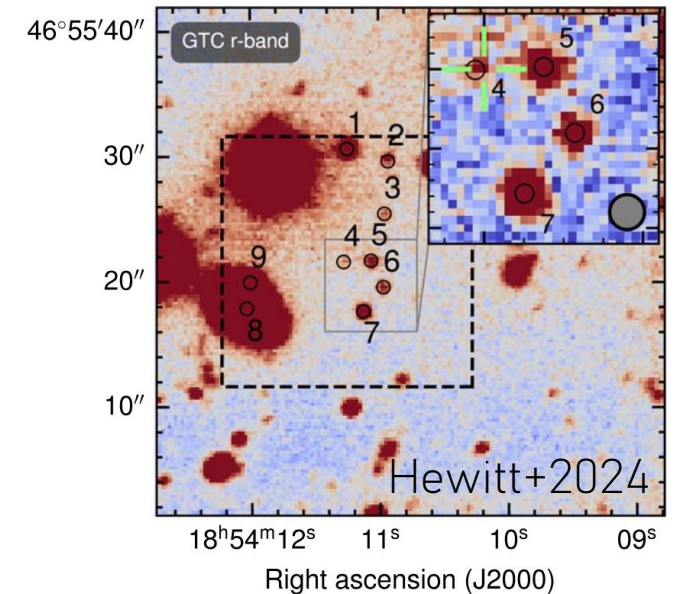 46°55′40″
GTC r-band
30″
20″
10″
1
2
3
4
5
6
7
9
8
5
4
6
7
Hewitt+2024
18ʰ54ᵐ12ˢ
11ˢ
10ˢ
09ˢ
Right ascension (J2000)